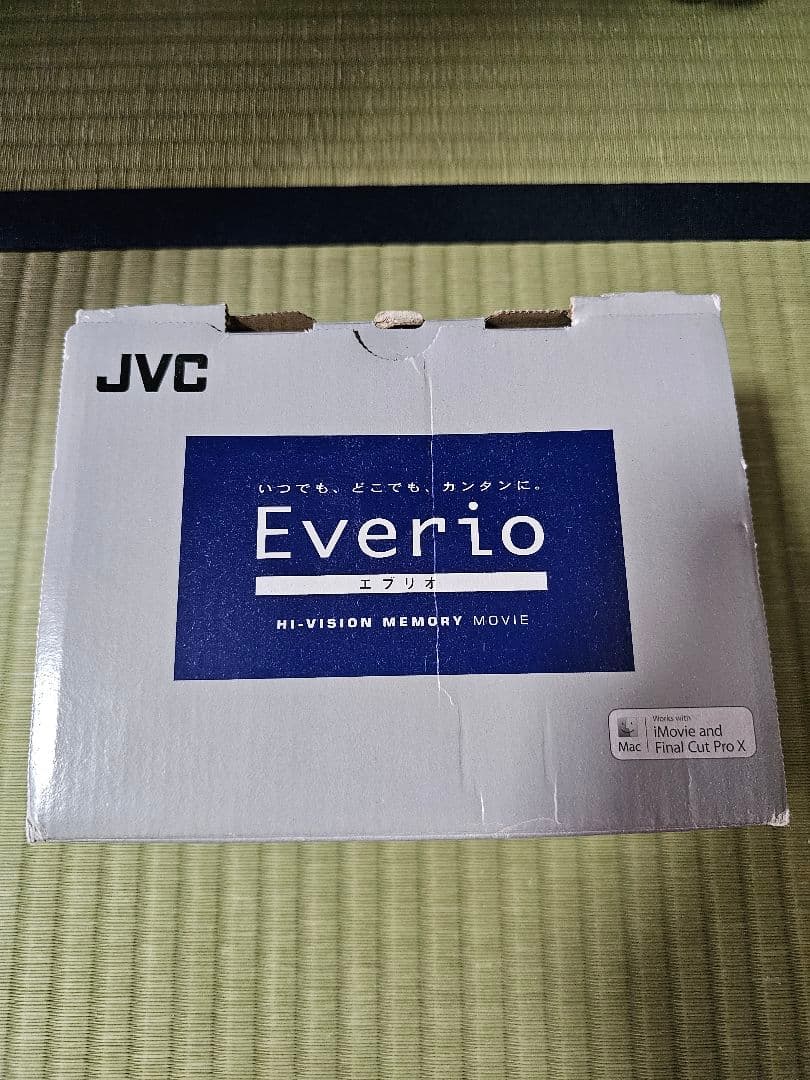 JVC
いつでも、どこでも、カンタンに。
Everio
エブリオ
HI-VISION MEMORY MOVIE
Mac
Works with
iMovie and
Final Cut Pro X